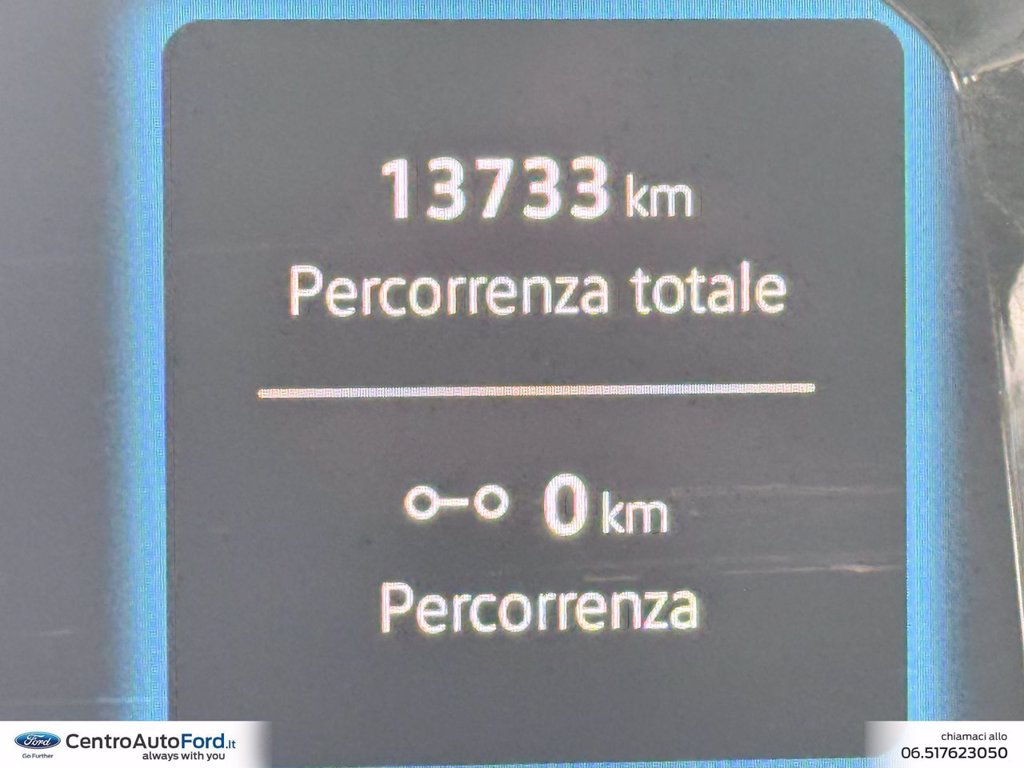 13733 km
Percorrenza totale
0 km
Percorrenza
Ford
Go Further
CentroAutoFord.it
always with you
chiamaci allo
06.517623050